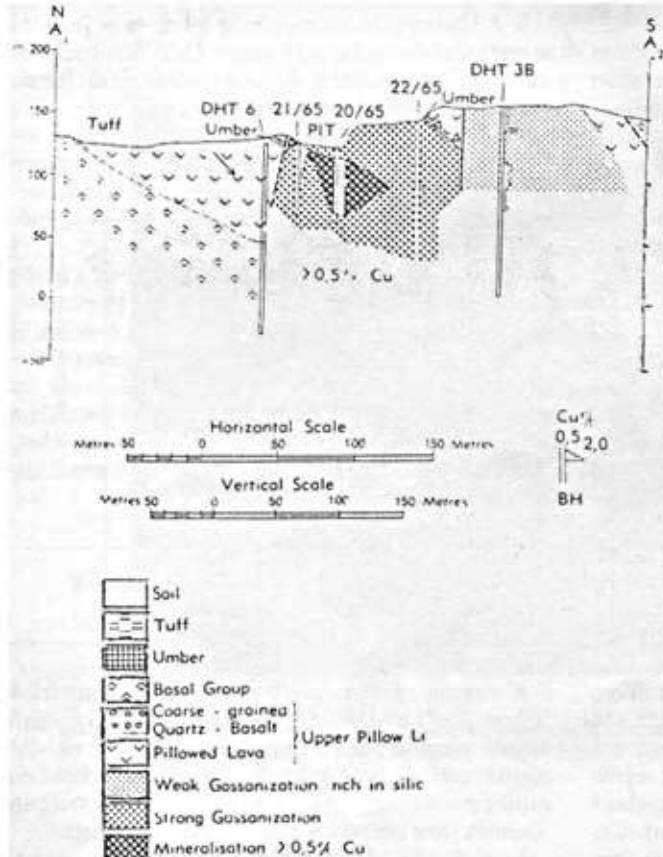 N
S
A,
A,
200
150
100
50
0
-50
Tuff
DHT 6
Umber
21/65
20/65
PIT
22/65
Umber
DHT 3B
>0,5% Cu
Horizontal Scale
Metres 50 0 50 100 150 Metres
Vertical Scale
Metres 50 0 50 100 150 Metres
Cu%
0,5 2,0
BH
Soil
Tuff
Umber
Basal Group
Coarse - grained
Quartz - Basalt
Upper Pillow
Pillowed Lava
Weak Gossanization rich in silic
Strong Gossanization
Mineralisation >0,5% Cu